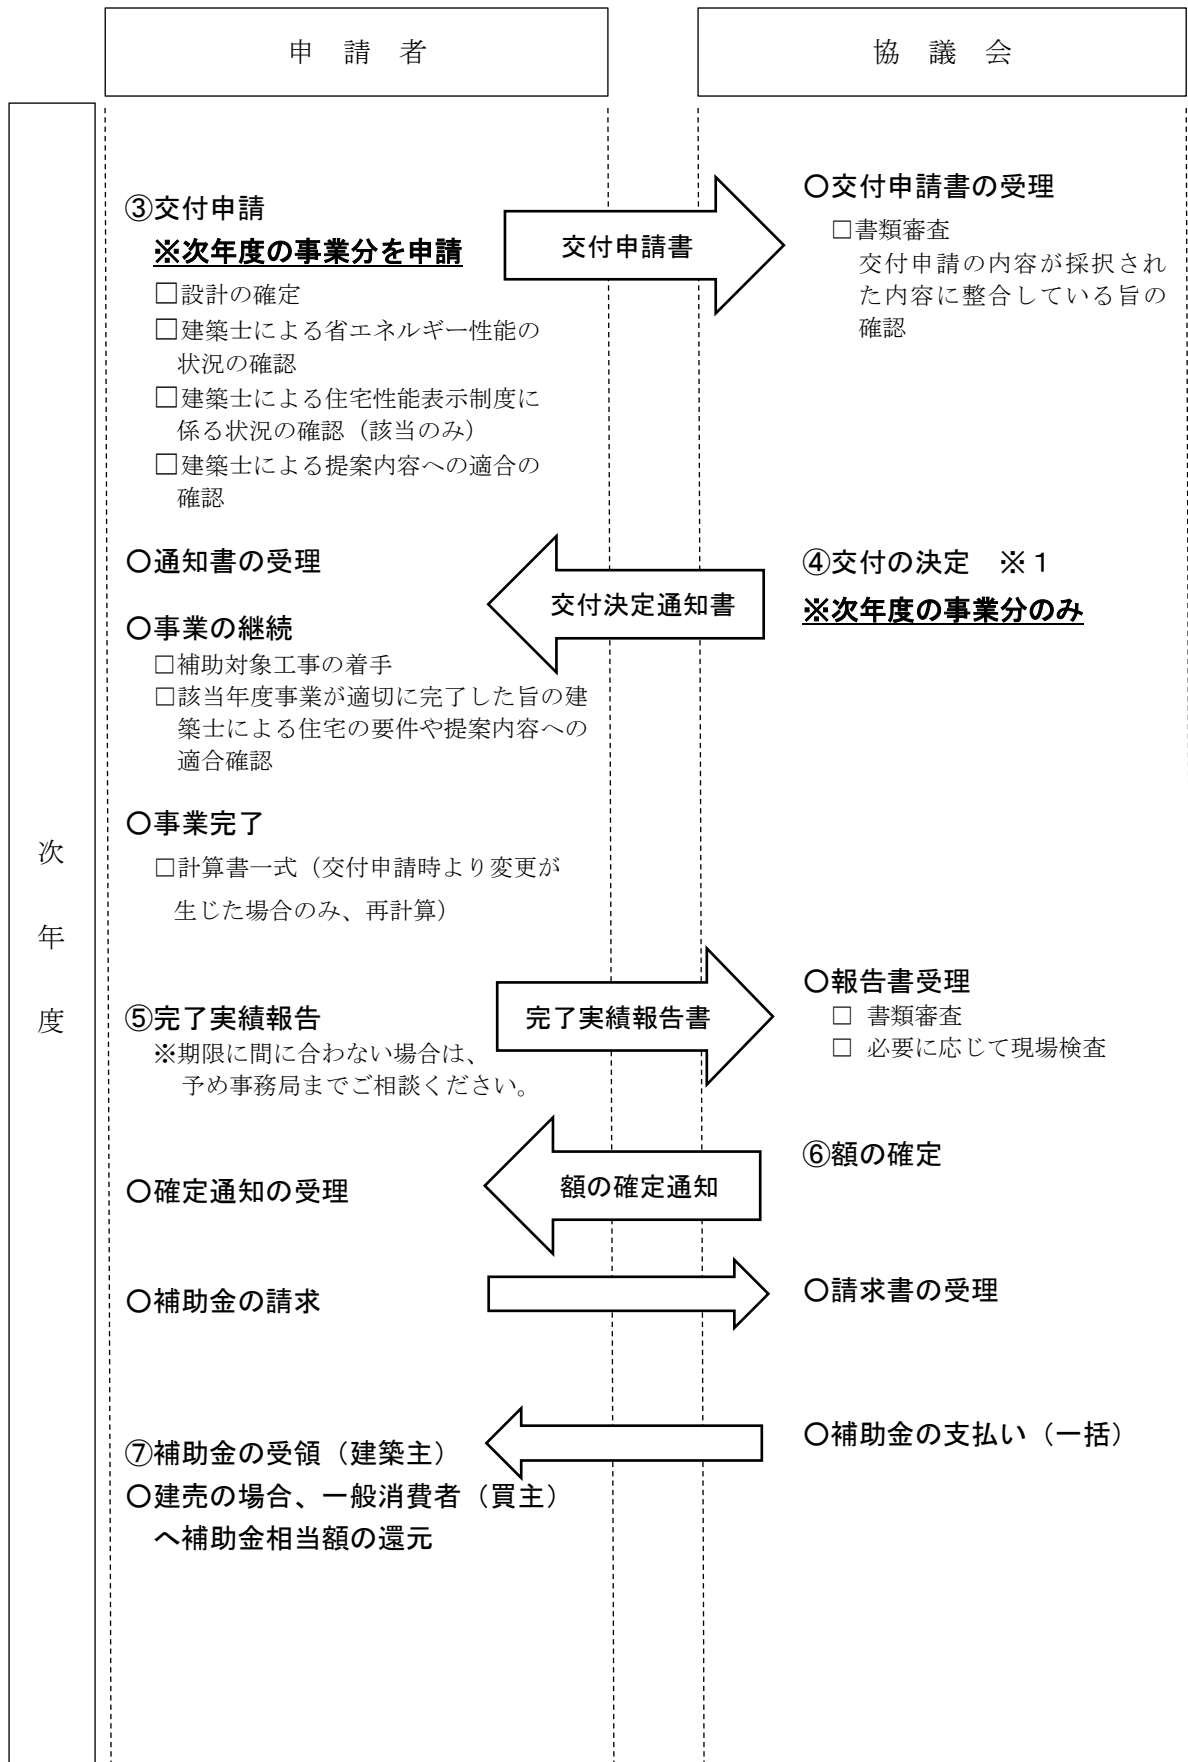 申　請　者
協　議　会
次年度
③交付申請
※次年度の事業分を申請
□設計の確定
□建築士による省エネルギー性能の
状況の確認
□建築士による住宅性能表示制度に
係る状況の確認（該当のみ）
□建築士による提案内容への適合の
確認
交付申請書
○交付申請書の受理
□書類審査
交付申請の内容が採択され
た内容に整合している旨の
確認
○通知書の受理
交付決定通知書
④交付の決定　※１
※次年度の事業分のみ
○事業の継続
□補助対象工事の着手
□該当年度事業が適切に完了した旨の建
築士による住宅の要件や提案内容への
適合確認
○事業完了
□計算書一式（交付申請時より変更が
生じた場合のみ、再計算）
⑤完了実績報告
※期限に間に合わない場合は、
予め事務局までご相談ください。
完了実績報告書
○報告書受理
□ 書類審査
□ 必要に応じて現場検査
⑥額の確定
額の確定通知
○確定通知の受理
○補助金の請求
○請求書の受理
○補助金の支払い（一括）
⑦補助金の受領（建築主）
○建売の場合、一般消費者（買主）
へ補助金相当額の還元